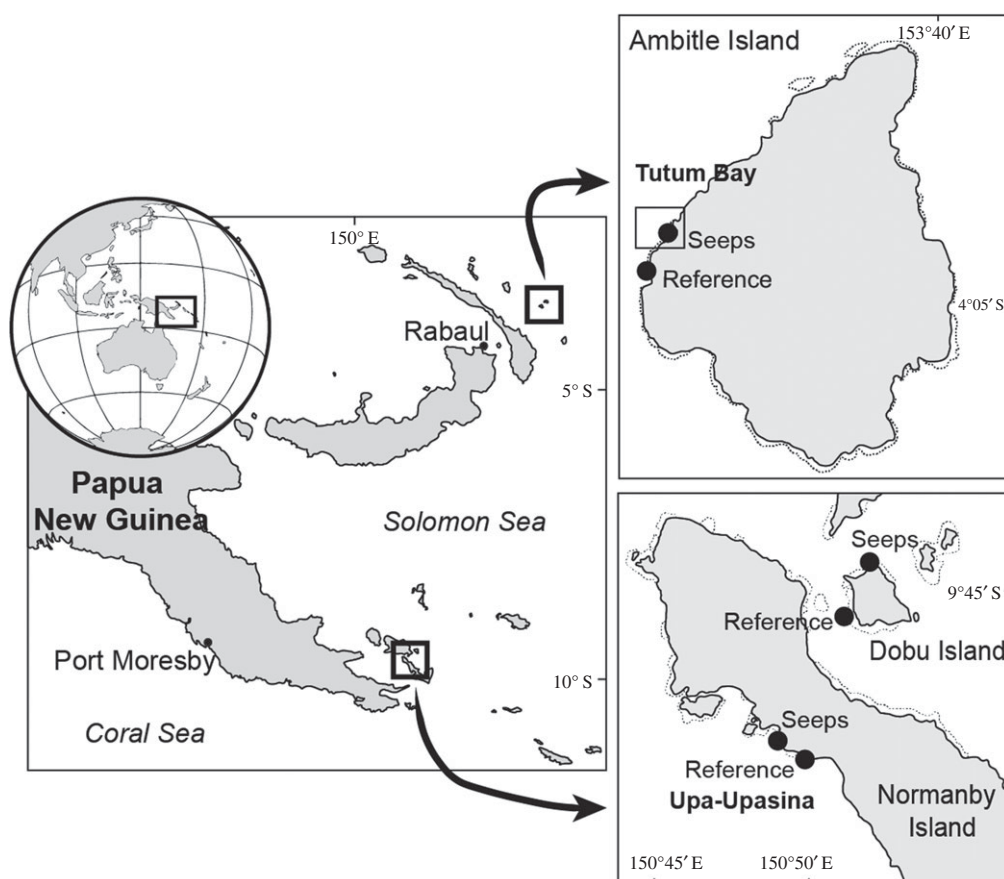 150° E
Rabaul
5° S
Papua
New Guinea
Solomon Sea
Port Moresby
10° S
Coral Sea
Ambitle Island
153°40′ E
Tutum Bay
Seeps
Reference
4°05′ S
Seeps
9°45′ S
Reference
Dobu Island
Seeps
Reference
Upa-Upasina
Normanby
Island
150°45′ E
150°50′ E